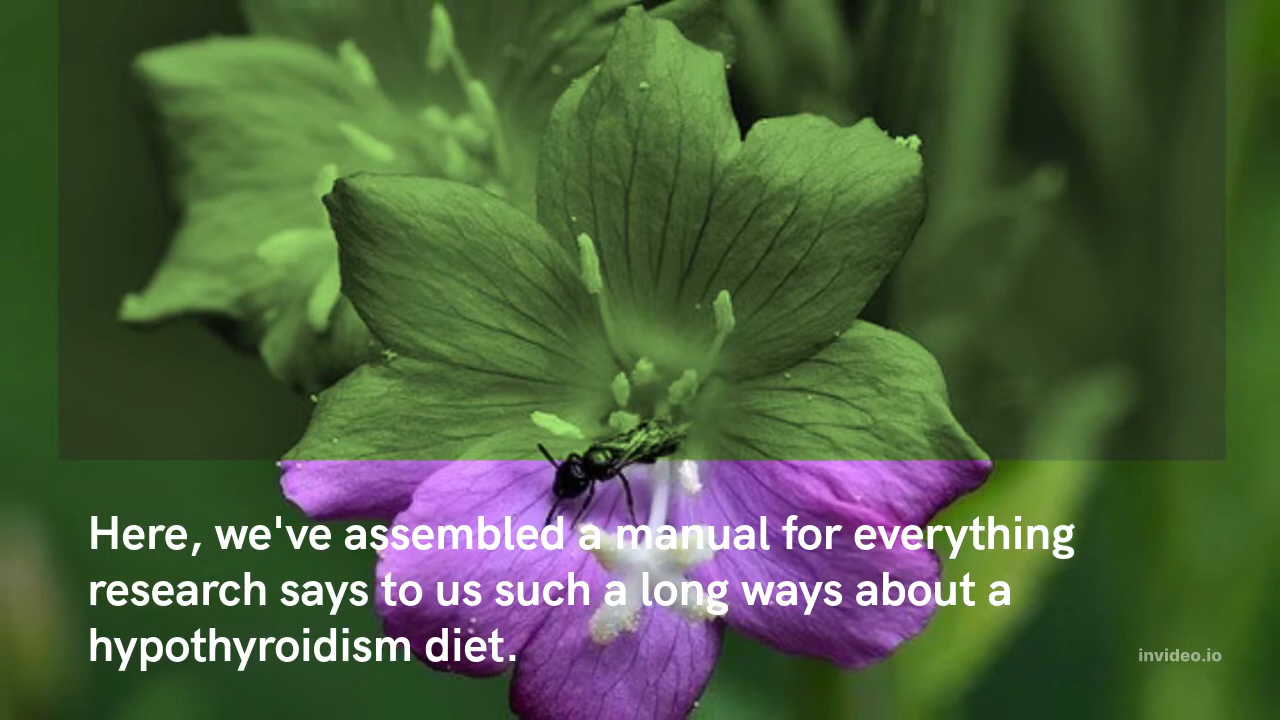 Here, we've assembled a manual for everything
research says to us such a long ways about a
hypothyroidism diet.
invideo.io